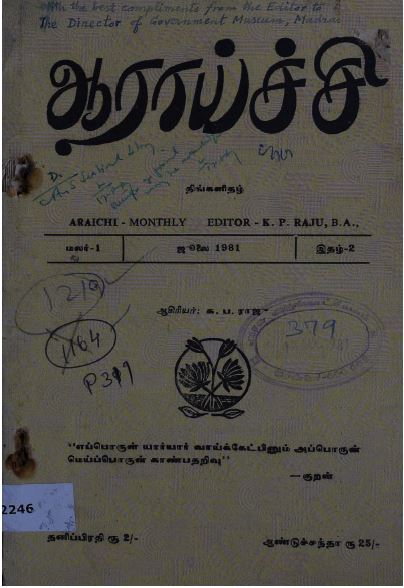 With the best compliments from the Editor to
The Director of Government Museum, Madras
ஆராய்ச்சி
திங்களிதழ்
ARAICHI - MONTHLY EDITOR - K. P. RAJU, B.A.,
மலர்-1 ஜூலை 1981 இதழ்-2
ஆசிரியர்: க. ப. ராஜு
1219
1164
P 311
379
"எப்பொருள் யார்யார் வாய்க்கேட்பினும் அப்பொருள்
மெய்ப்பொருள் காண்பதறிவு"
—குறள்
2246
தனிப்பிரதி ரூ 2/- ஆண்டுச்சந்தா ரூ 25/-